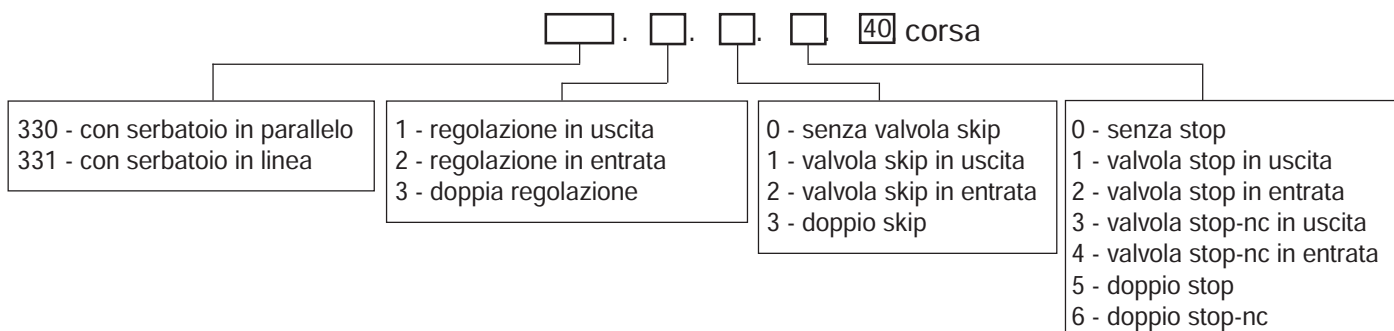 . . . . 40 corsa
330 - con serbatoio in parallelo
331 - con serbatoio in linea
1 - regolazione in uscita
2 - regolazione in entrata
3 - doppia regolazione
0 - senza valvola skip
1 - valvola skip in uscita
2 - valvola skip in entrata
3 - doppio skip
0 - senza stop
1 - valvola stop in uscita
2 - valvola stop in entrata
3 - valvola stop-nc in uscita
4 - valvola stop-nc in entrata
5 - doppio stop
6 - doppio stop-nc